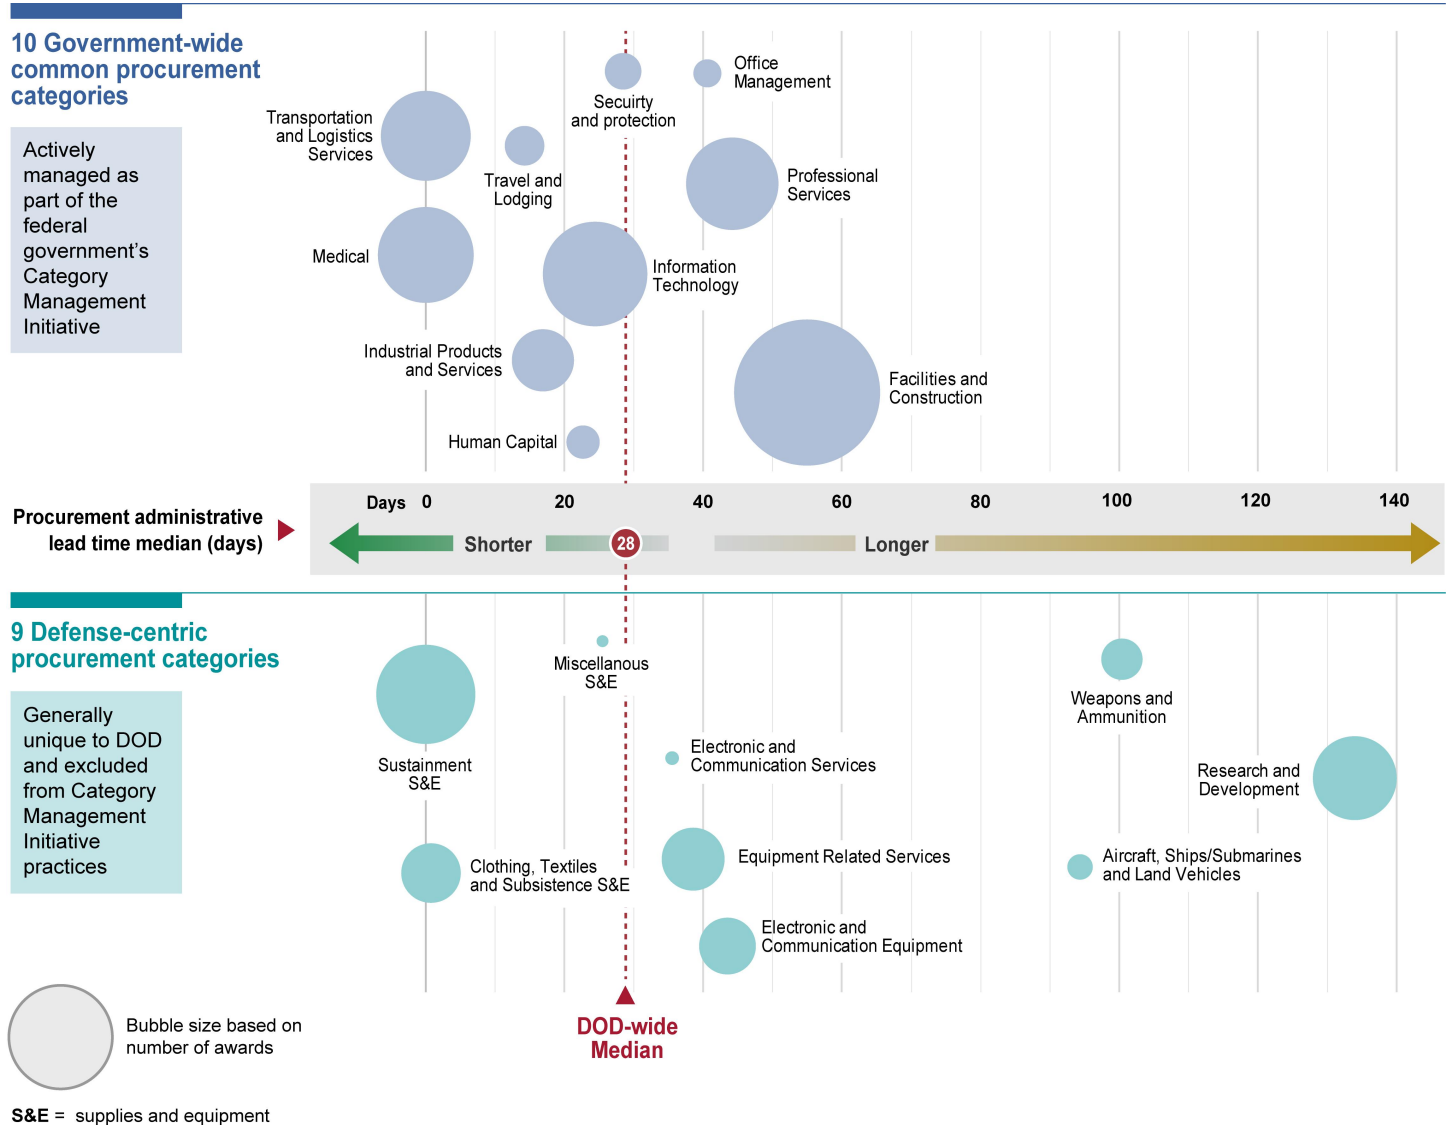 10 Government-wide
common procurement
categories
Actively
managed as
part of the
federal
government’s
Category
Management
Initiative
Transportation
and Logistics
Services
Travel and
Lodging
Secuirty
and protection
Office
Management
Professional
Services
Medical
Information
Technology
Industrial Products
and Services
Facilities and
Construction
Human Capital
Procurement administrative
lead time median (days)
Days 0 20 40 60 80 100 120 140
Shorter 28 Longer
9 Defense-centric
procurement categories
Generally
unique to DOD
and excluded
from Category
Management
Initiative
practices
Sustainment
S&E
Miscellanous
S&E
Weapons and
Ammunition
Electronic and
Communication Services
Research and
Development
Clothing, Textiles
and Subsistence S&E
Equipment Related Services
Aircraft, Ships/Submarines
and Land Vehicles
Electronic and
Communication Equipment
DOD-wide
Median
Bubble size based on
number of awards
S&E = supplies and equipment